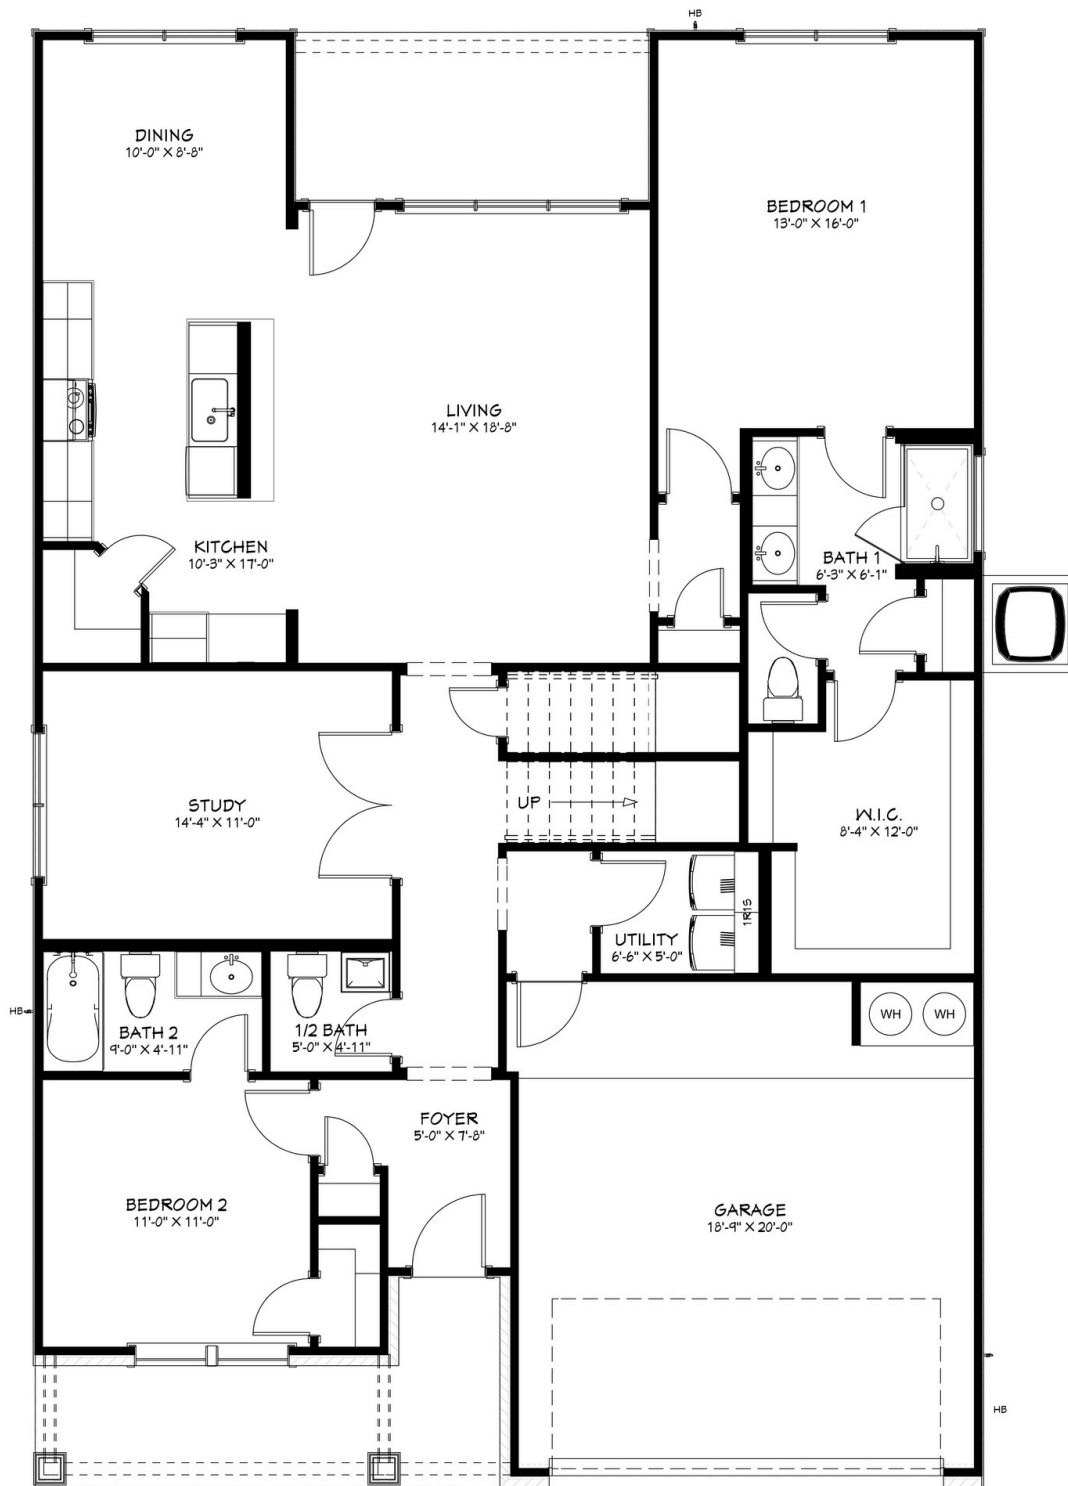 HB
DINING
10'-0" X 8'-8"
BEDROOM 1
13'-0" X 16'-0"
LIVING
14'-1" X 18'-8"
KITCHEN
10'-3" X 17'-0"
BATH 1
6'-3" X 6'-1"
STUDY
14'-4" X 11'-0"
UP
W.I.C.
8'-4" X 12'-0"
UTILITY
6'-6" X 5'-0"
1R1S
HB
BATH 2
9'-0" X 4'-11"
1/2 BATH
5'-0" X 4'-11"
WH
WH
FOYER
5'-0" X 7'-8"
BEDROOM 2
11'-0" X 11'-0"
GARAGE
18'-9" X 20'-0"
HB